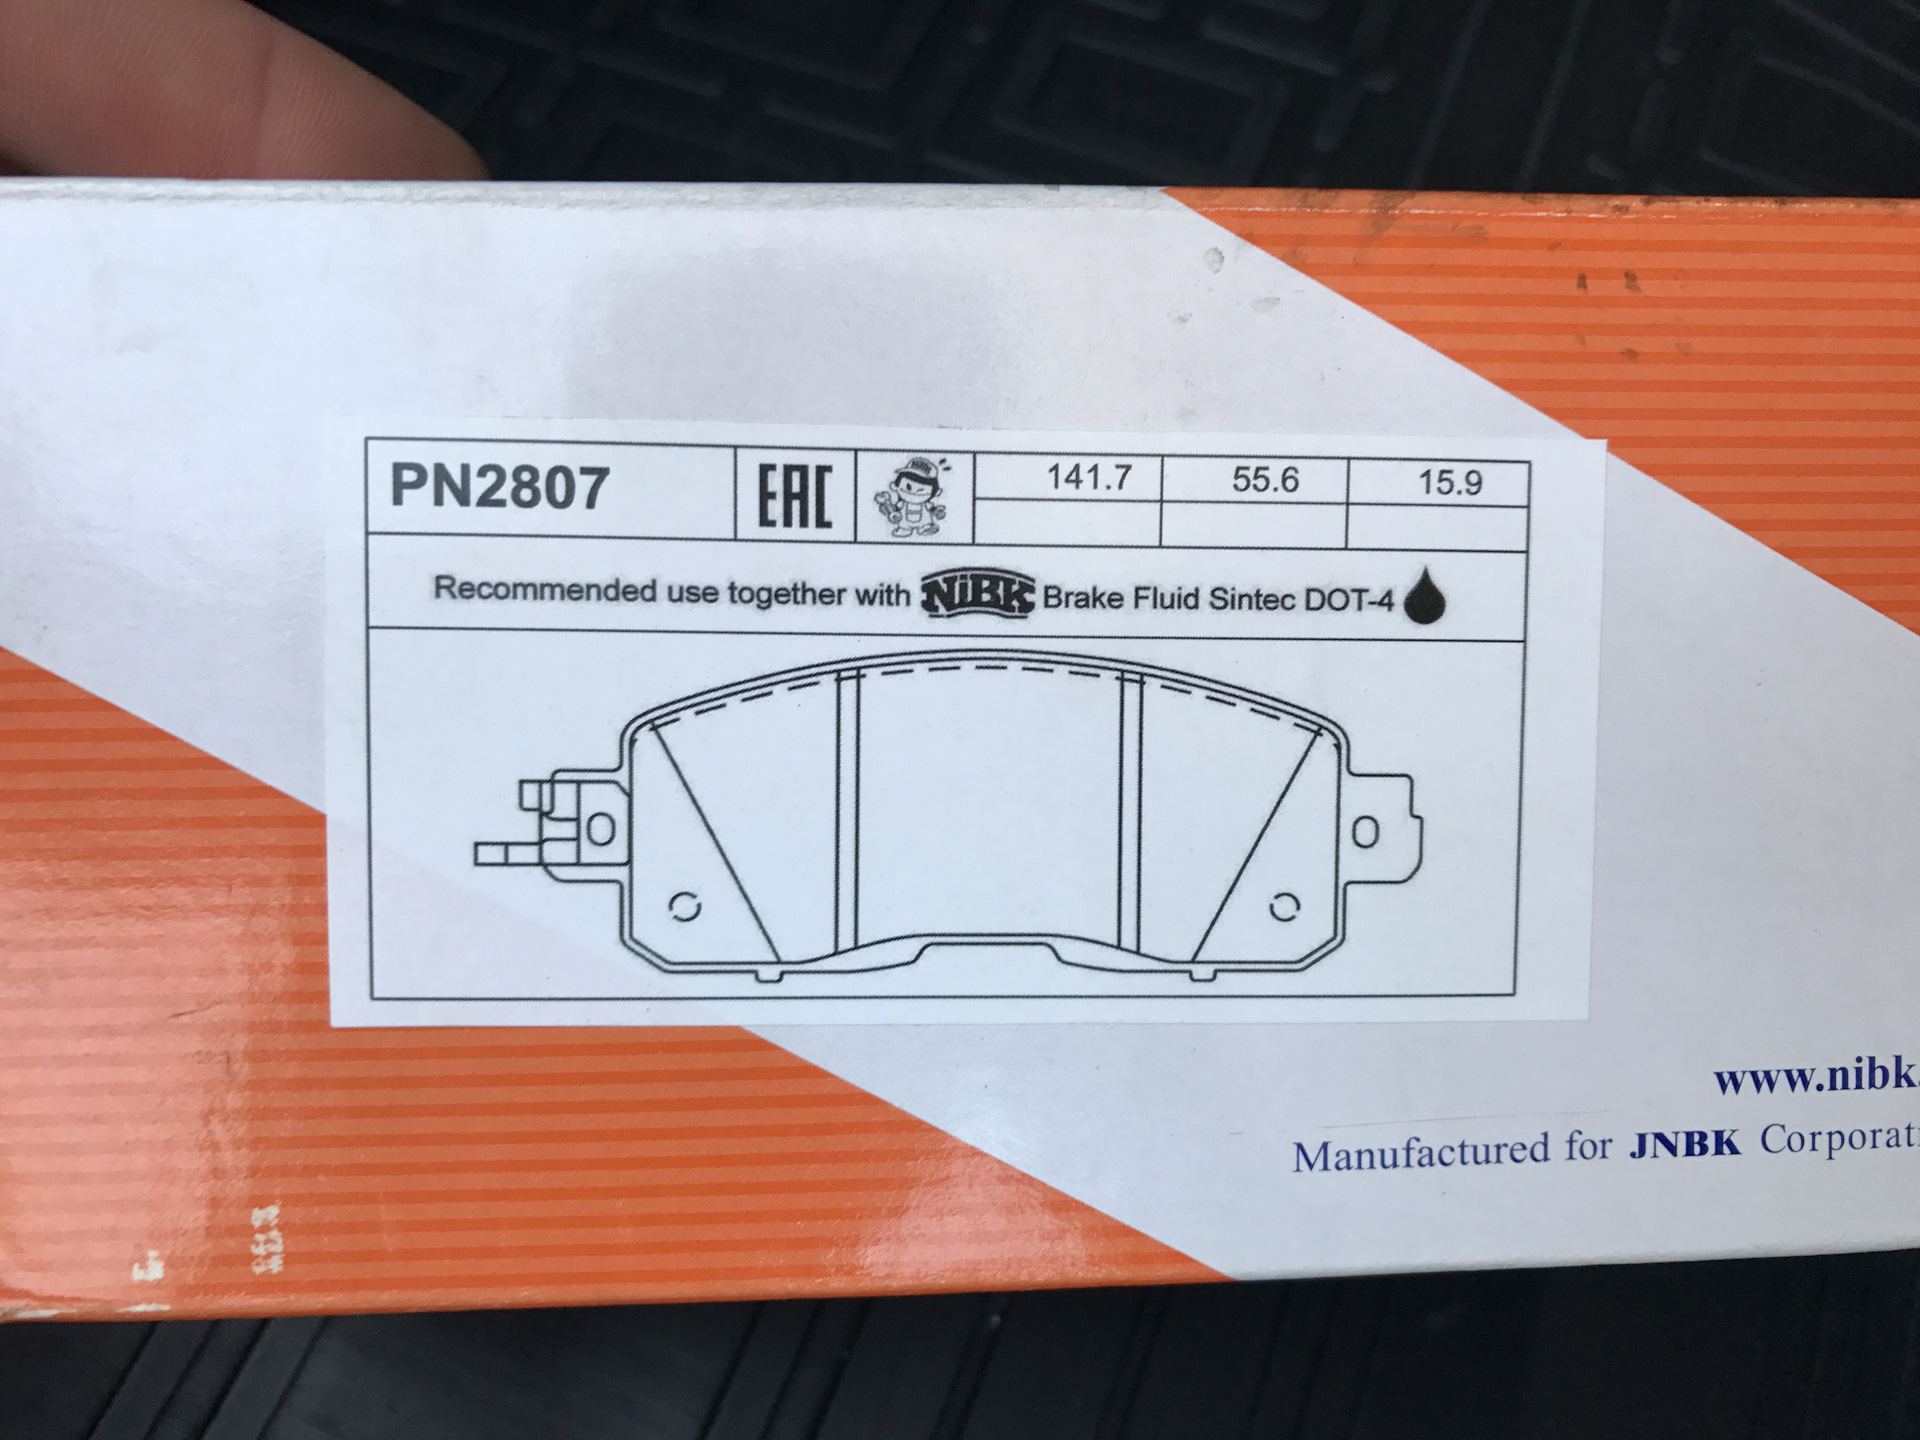 PN2807 EAC 141.7 55.6 15.9
Recommended use together with NiBK Brake Fluid Sintec DOT-4
www.nibk.
Manufactured for JNBK Corporati